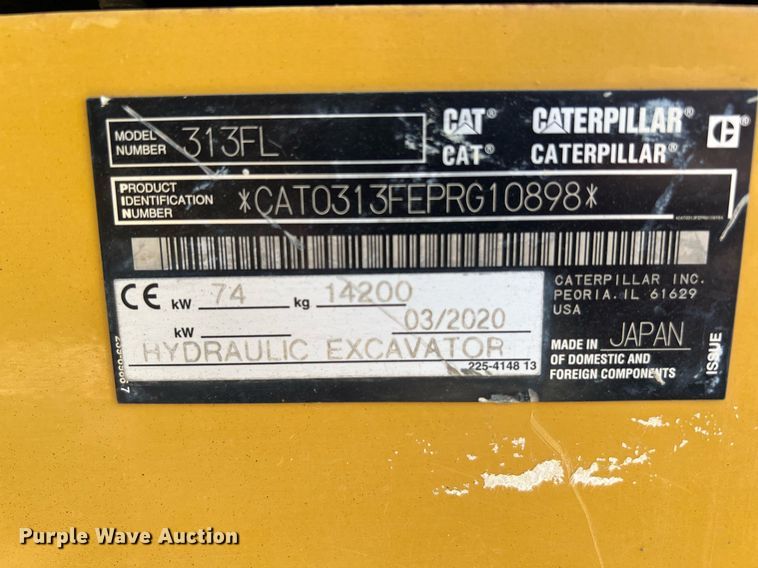 MODEL NUMBER 313FL
CAT® CATERPILLAR® C®
CAT® CATERPILLAR®
PRODUCT IDENTIFICATION NUMBER *CAT0313FEPRG10898*
CE kW 74 kg 14200
kW 03/2020
HYDRAULIC EXCAVATOR
225-4148 13
CATERPILLAR INC.
PEORIA.IL 61629
USA
MADE IN JAPAN
OF DOMESTIC AND
FOREIGN COMPONENTS
ISSUE
Purple Wave Auction